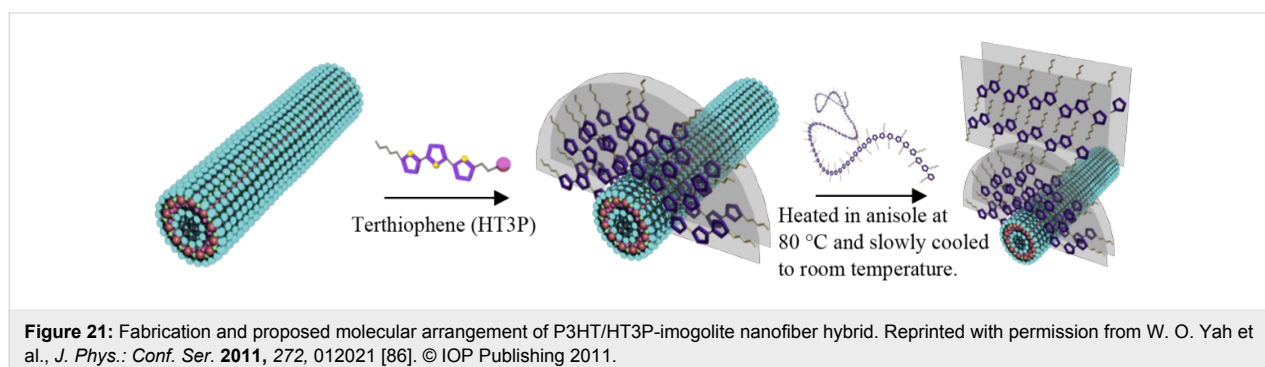 Terthiophene (HT3P)
Heated in anisole at
80 °C and slowly cooled
to room temperature.
Figure 21: Fabrication and proposed molecular arrangement of P3HT/HT3P-imogolite nanofiber hybrid. Reprinted with permission from W. O. Yah et
al., J. Phys.: Conf. Ser. 2011, 272, 012021 [86]. © IOP Publishing 2011.